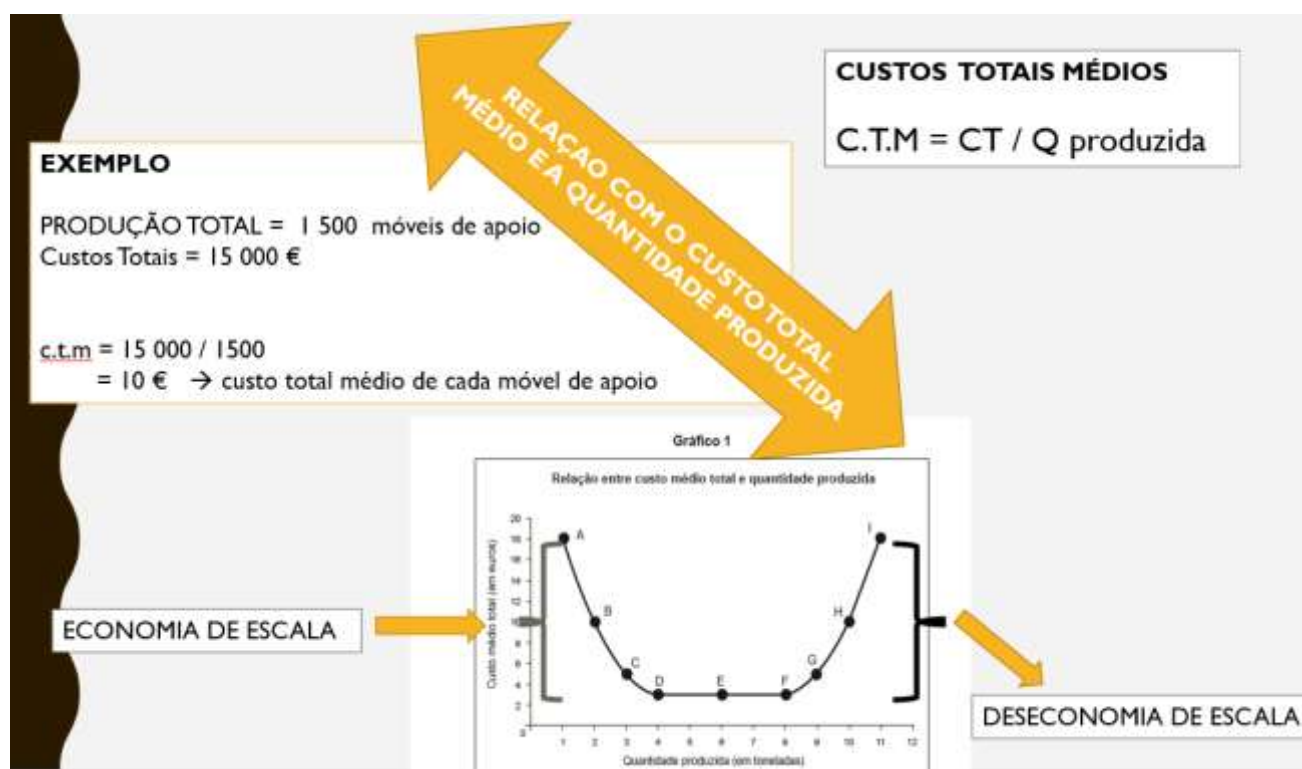 RELAÇAO COM O CUSTO TOTAL
MÉDIO E A QUANTIDADE PRODUZIDA
CUSTOS TOTAIS MÉDIOS
C.T.M = CT / Q produzida
EXEMPLO
PRODUÇÃO TOTAL = 1 500 móveis de apoio
Custos Totais = 15 000 €
c.t.m = 15 000 / 1500
= 10 € → custo total médio de cada móvel de apoio
Gráfico 1
Relação entre custo médio total e quantidade produzida
Custo médio total (em euros)
20
18
16
14
12
10
8
6
4
2
0
A
B
C
D
E
F
G
H
I
1 2 3 4 5 6 7 8 9 10 11 12
Quantidade produzida (em toneladas)
ECONOMIA DE ESCALA
DESECONOMIA DE ESCALA